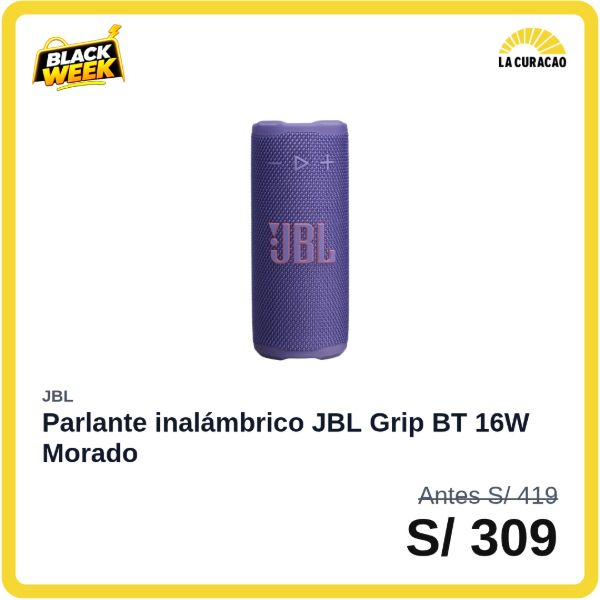 BLACK
WEEK
LA CURACAO
JBL
JBL
Parlante inalámbrico JBL Grip BT 16W
Morado
Antes S/ 419
S/ 309